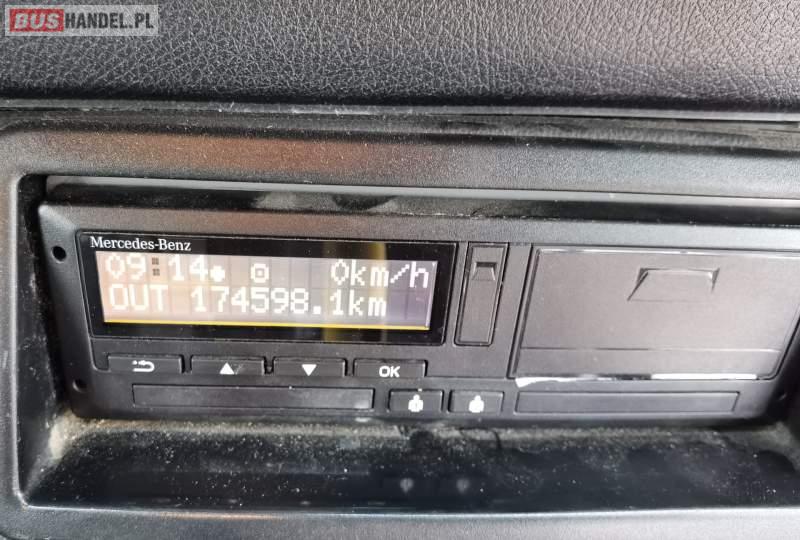 BUSHANDEL.PL
Mercedes-Benz
09:14 0km/h
OUT 174598.1km
OK